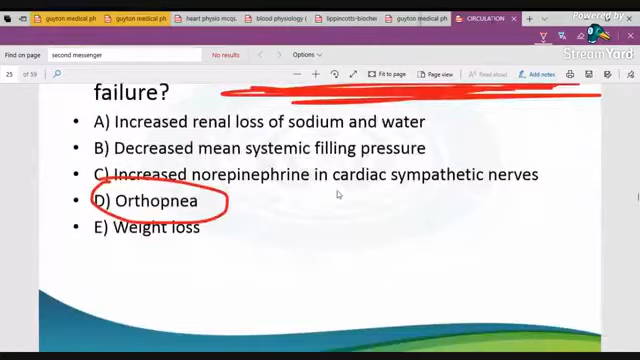 guyton medical ph
guyton medical ph
heart physio mcqs.
blood physiology (
lippincotts-bioche
guyton medical ph
CIRCULATION
Powered by
StreamYard
Find on page
second messenger
No results
Options
25
of 59
Fit to page
Page view
Read aloud
Add notes
failure?
• A) Increased renal loss of sodium and water
• B) Decreased mean systemic filling pressure
• C) Increased norepinephrine in cardiac sympathetic nerves
• D) Orthopnea
• E) Weight loss